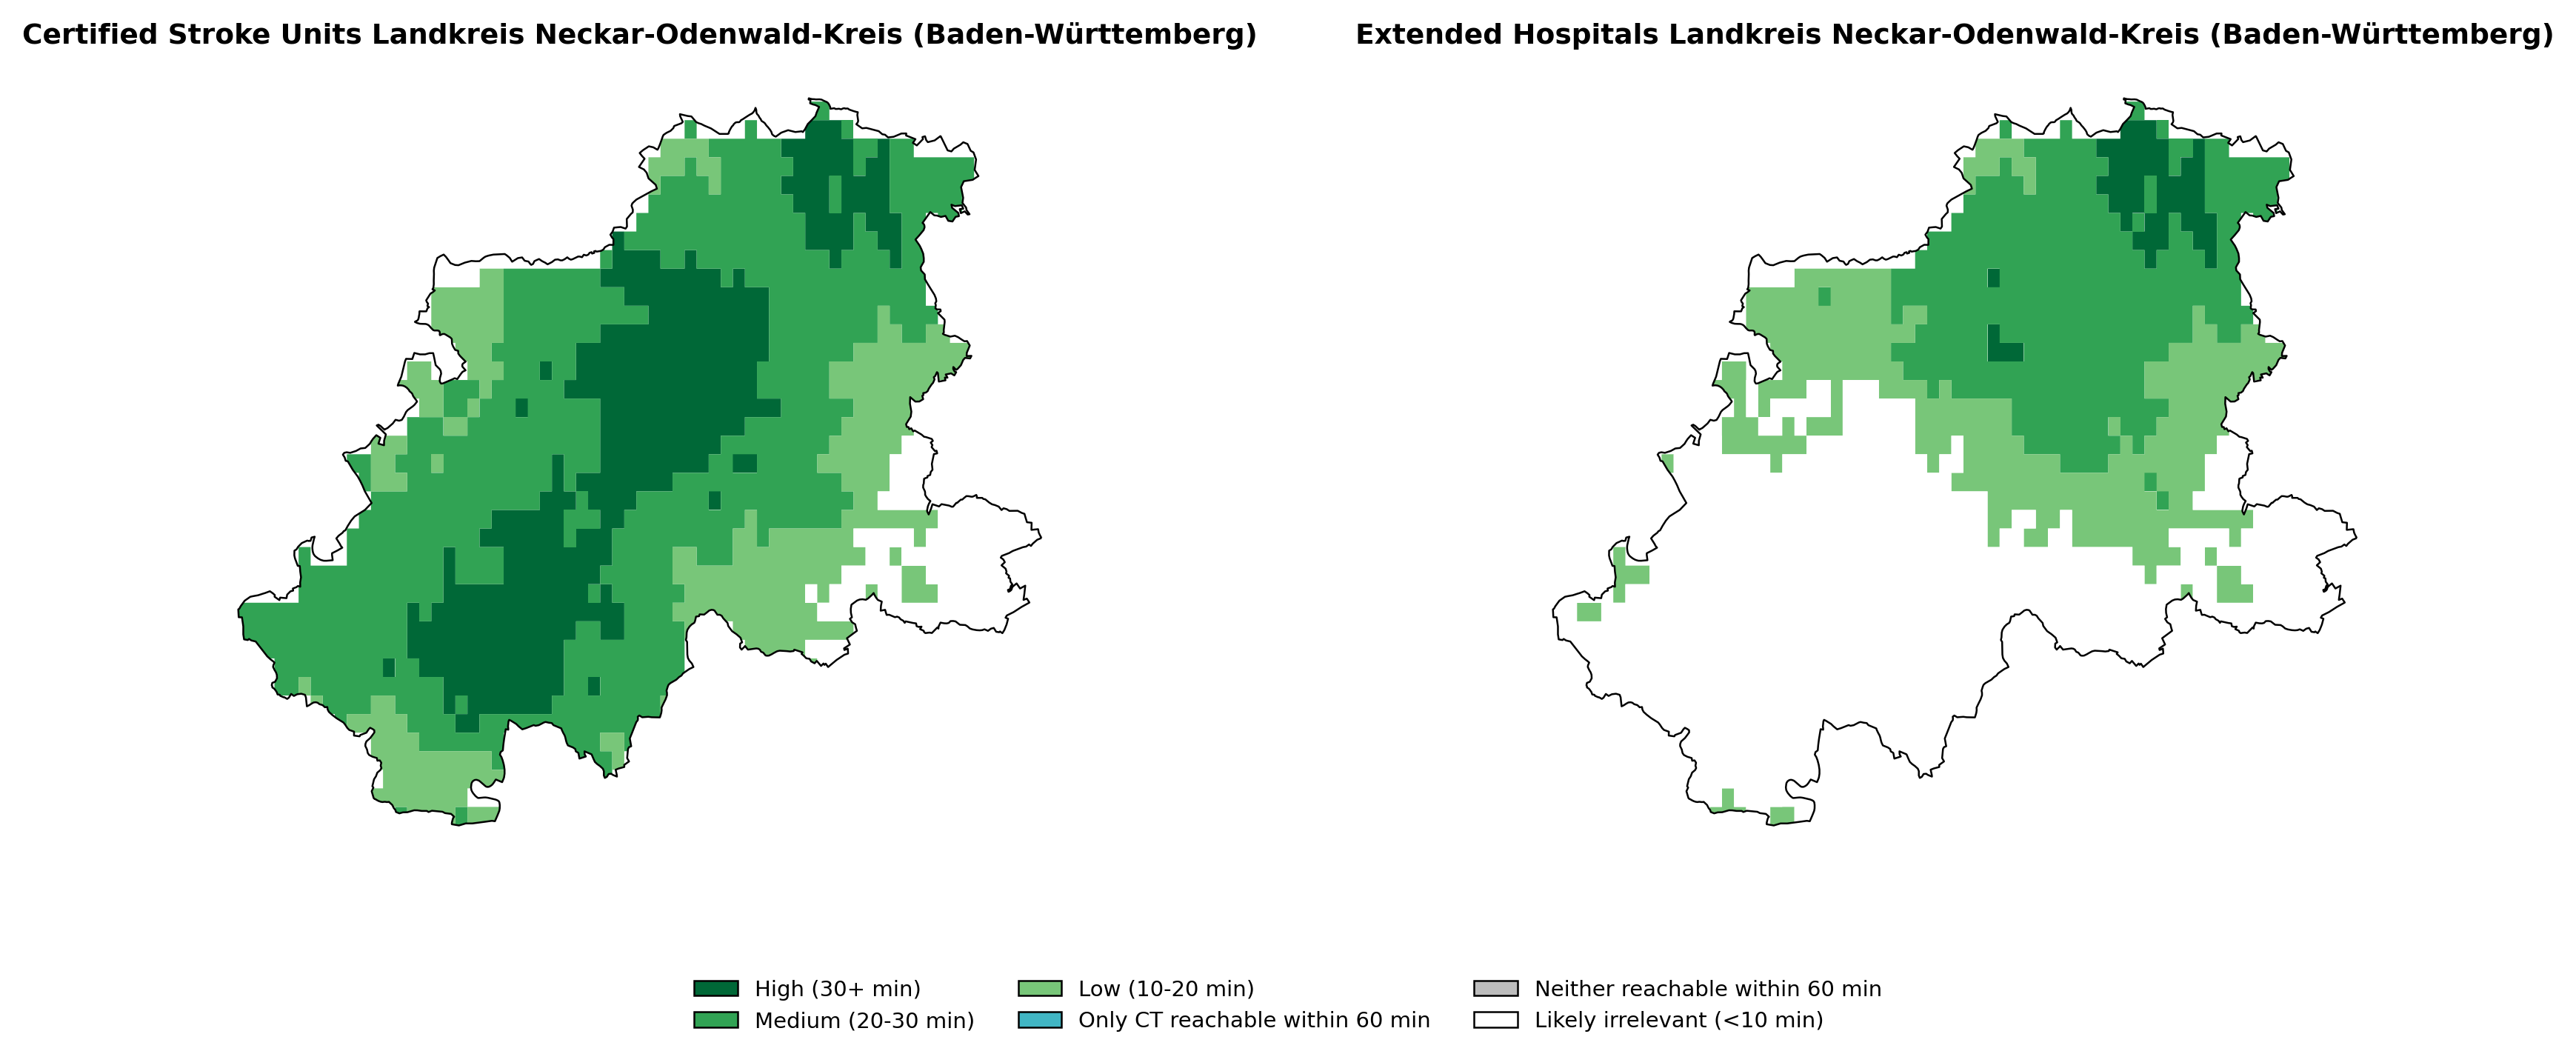 Certified Stroke Units Landkreis Neckar-Odenwald-Kreis (Baden-Württemberg)
Extended Hospitals Landkreis Neckar-Odenwald-Kreis (Baden-Württemberg)
High (30+ min)
Medium (20-30 min)
Low (10-20 min)
Only CT reachable within 60 min
Neither reachable within 60 min
Likely irrelevant (<10 min)